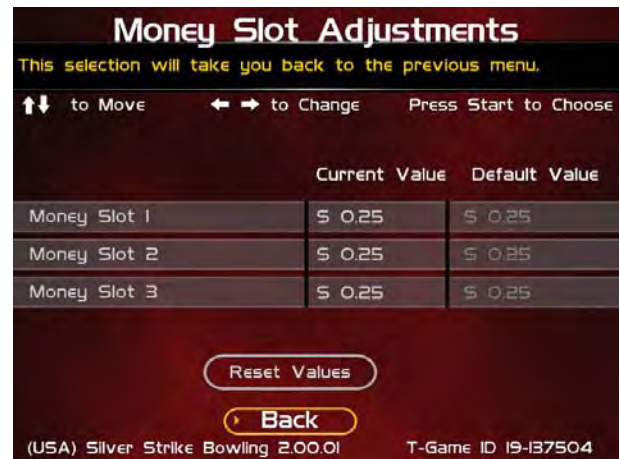 Money Slot Adjustments
This selection will take you back to the previous menu.
to Move to Change Press Start to Choose
Current Value Default Value
Money Slot 1 $ 0.25 $ 0.25
Money Slot 2 $ 0.25 $ 0.25
Money Slot 3 $ 0.25 $ 0.25
Reset Values
Back
(USA) Silver Strike Bowling 2.00.01 T-Game ID 19-137504